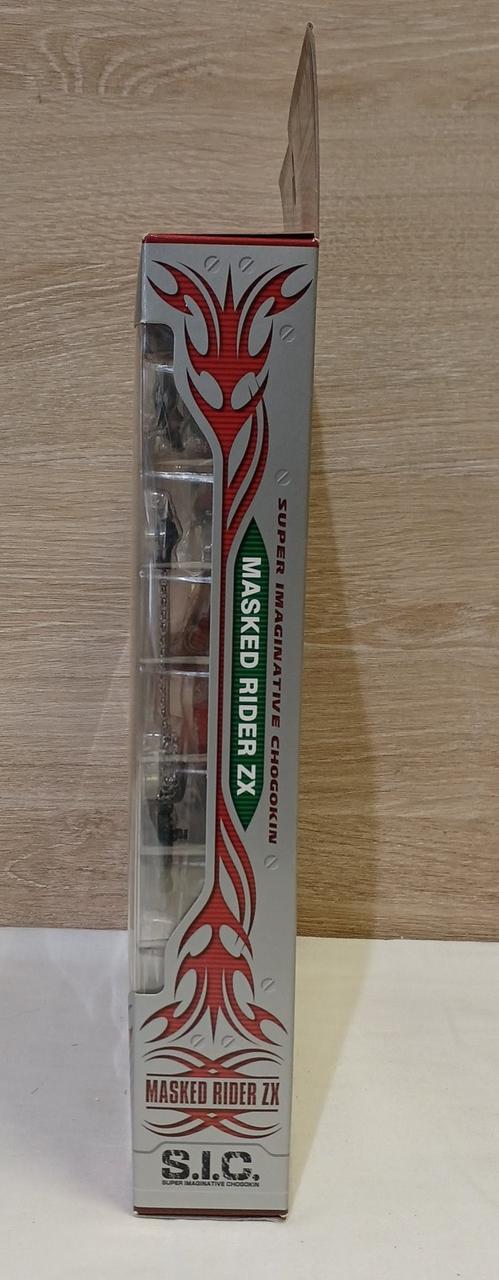 SUPER IMAGINATIVE CHOGOKIN
MASKED RIDER ZX
MASKED RIDER ZX
S.I.C.
SUPER IMAGINATIVE CHOGOKIN